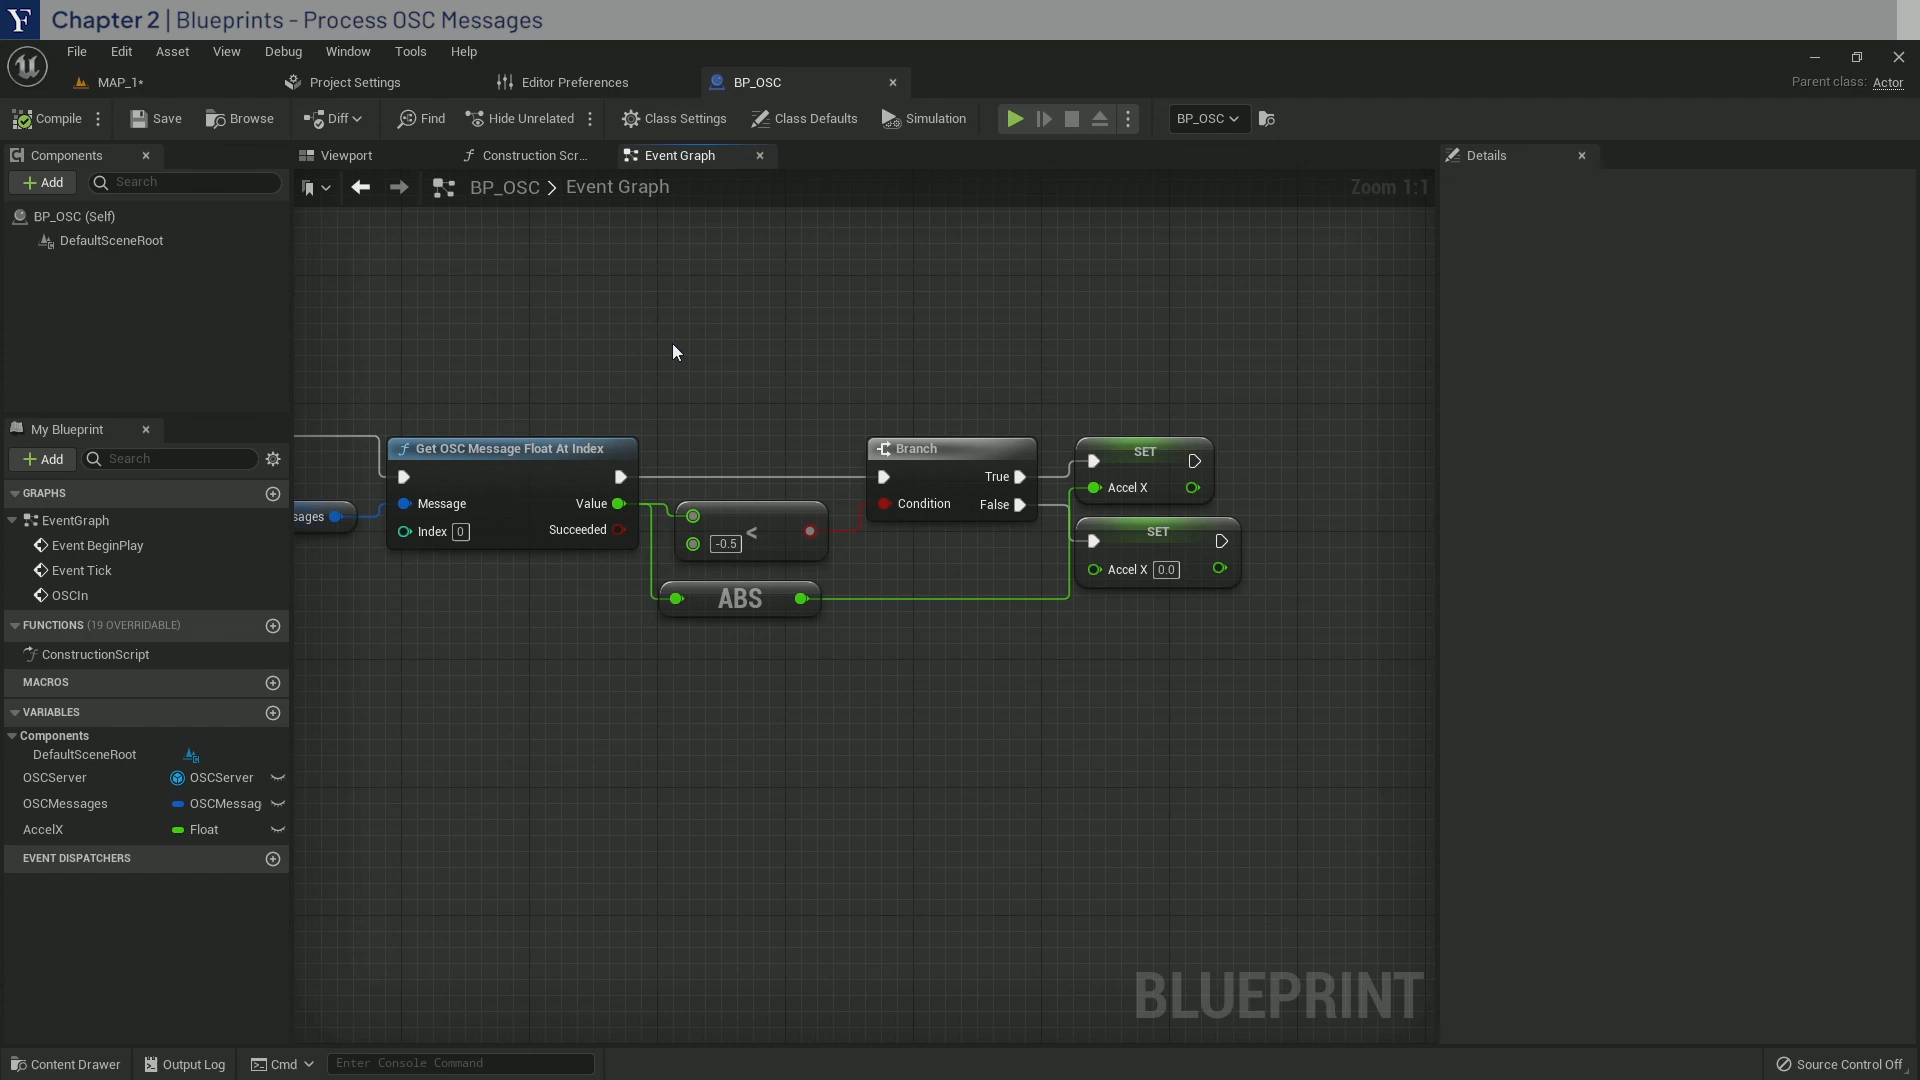 Chapter 2 | Blueprints - Process OSC Messages
File Edit Asset View Debug Window Tools Help
MAP_1* Project Settings Editor Preferences BP_OSC Parent class: Actor
Compile Save Browse Diff Find Hide Unrelated Class Settings Class Defaults Simulation BP_OSC
Components Viewport Construction Scr... Event Graph Details
Add Search BP_OSC > Event Graph Zoom 1:1
BP_OSC (Self)
DefaultSceneRoot
My Blueprint
Add Search
GRAPHS
EventGraph
Event BeginPlay
Event Tick
OSCIn
FUNCTIONS (19 OVERRIDABLE)
ConstructionScript
MACROS
VARIABLES
Components
DefaultSceneRoot
OSCServer OSCServer
OSCMessages OSCMessag
AccelX Float
EVENT DISPATCHERS
sages
Get OSC Message Float At Index
Message Value
Index 0 Succeeded
-0.5 <
ABS
Branch
True
Condition False
SET
Accel X
SET
Accel X 0.0
BLUEPRINT
Content Drawer Output Log Cmd Enter Console Command Source Control Off